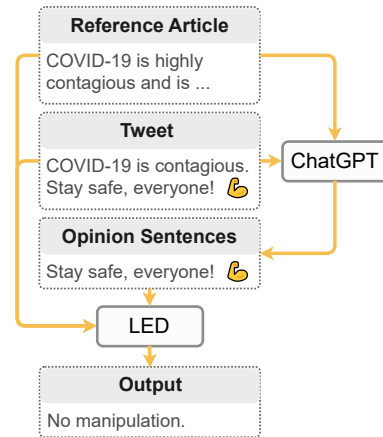 Reference Article
COVID-19 is highly
contagious and is ...
Tweet
COVID-19 is contagious.
Stay safe, everyone! 💪
ChatGPT
Opinion Sentences
Stay safe, everyone! 💪
LED
Output
No manipulation.